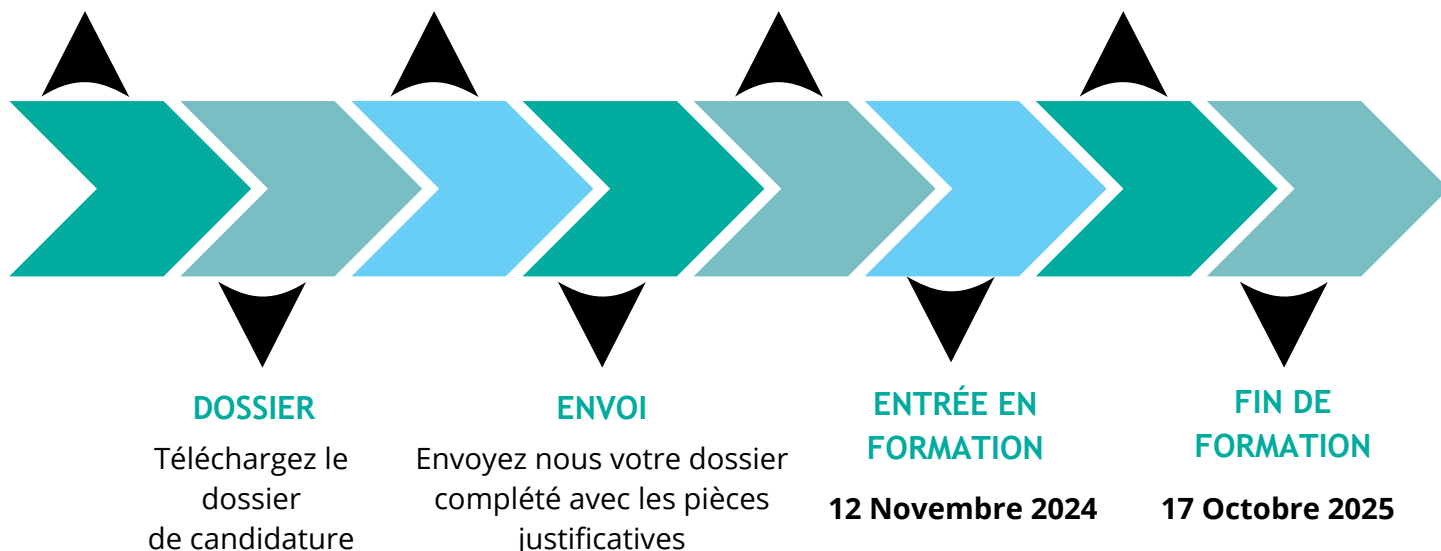 DOSSIER
Téléchargez le
dossier
de candidature
ENVOI
Envoyez nous votre dossier
complété avec les pièces
justificatives
ENTRÉE EN
FORMATION
12 Novembre 2024
FIN DE
FORMATION
17 Octobre 2025